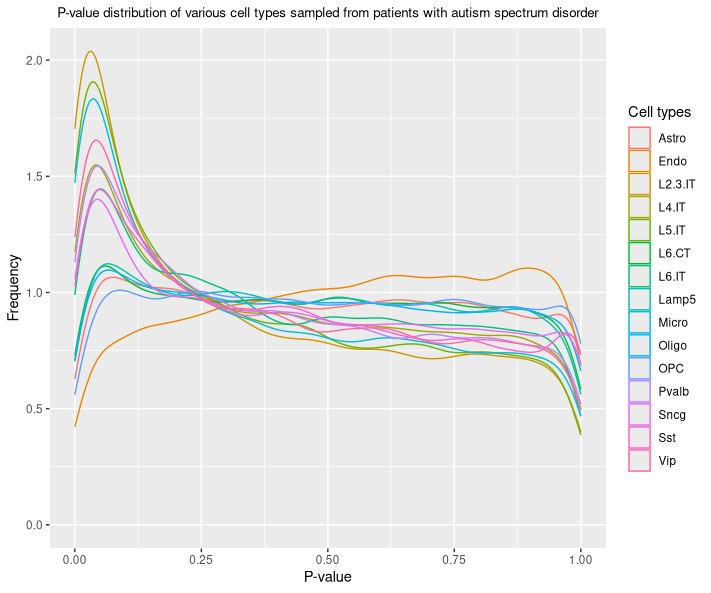 P-value distribution of various cell types sampled from patients with autism spectrum disorder
Frequency
2.0
1.5
1.0
0.5
0.0
0.00 0.25 0.50 0.75 1.00
P-value
Cell types
Astro
Endo
L2.3.IT
L4.IT
L5.IT
L6.CT
L6.IT
Lamp5
Micro
Oligo
OPC
Pvalb
Sncg
Sst
Vip